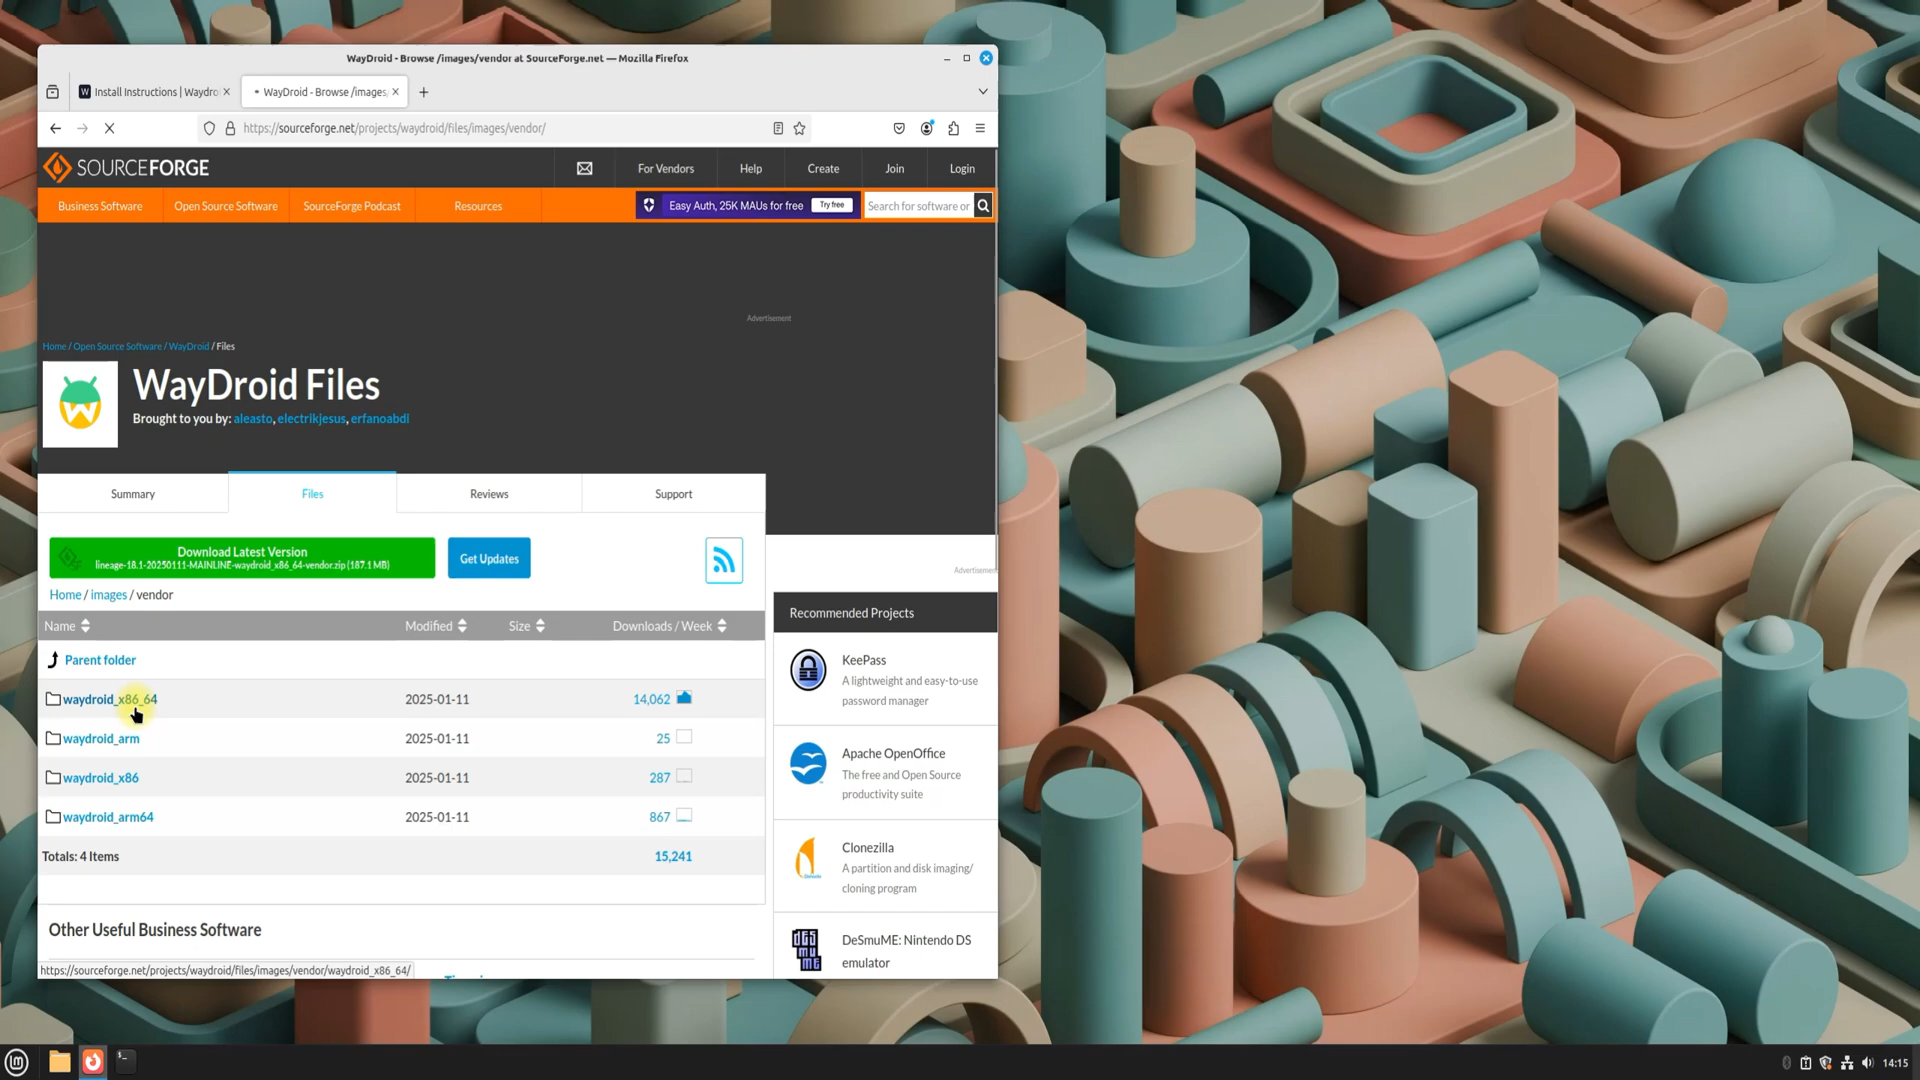 WayDroid - Browse /images/vendor at SourceForge.net — Mozilla Firefox
Install Instructions | Waydro
WayDroid - Browse /images/
https://sourceforge.net/projects/waydroid/files/images/vendor/
SOURCEFORGE
For Vendors
Help
Create
Join
Login
Business Software
Open Source Software
SourceForge Podcast
Resources
Easy Auth, 25K MAUs for free
Try free
Search for software or
Advertisement
Home / Open Source Software / WayDroid / Files
WayDroid Files
Brought to you by: aleasto, electrikjesus, erfanoabdi
Summary
Files
Reviews
Support
Download Latest Version
lineage-18.1-20250111-MAINLINE-waydroid_x86_64-vendor.zip (187.1 MB)
Get Updates
Advertisement
Home / images / vendor
Name
Modified
Size
Downloads / Week
Parent folder
waydroid_x86_64
2025-01-11
14,062
waydroid_arm
2025-01-11
25
waydroid_x86
2025-01-11
287
waydroid_arm64
2025-01-11
867
Totals: 4 Items
15,241
Recommended Projects
KeePass
A lightweight and easy-to-use
password manager
Apache OpenOffice
The free and Open Source
productivity suite
Clonezilla
A partition and disk imaging/
cloning program
DeSmuME: Nintendo DS
emulator
Other Useful Business Software
https://sourceforge.net/projects/waydroid/files/images/vendor/waydroid_x86_64/
14:15